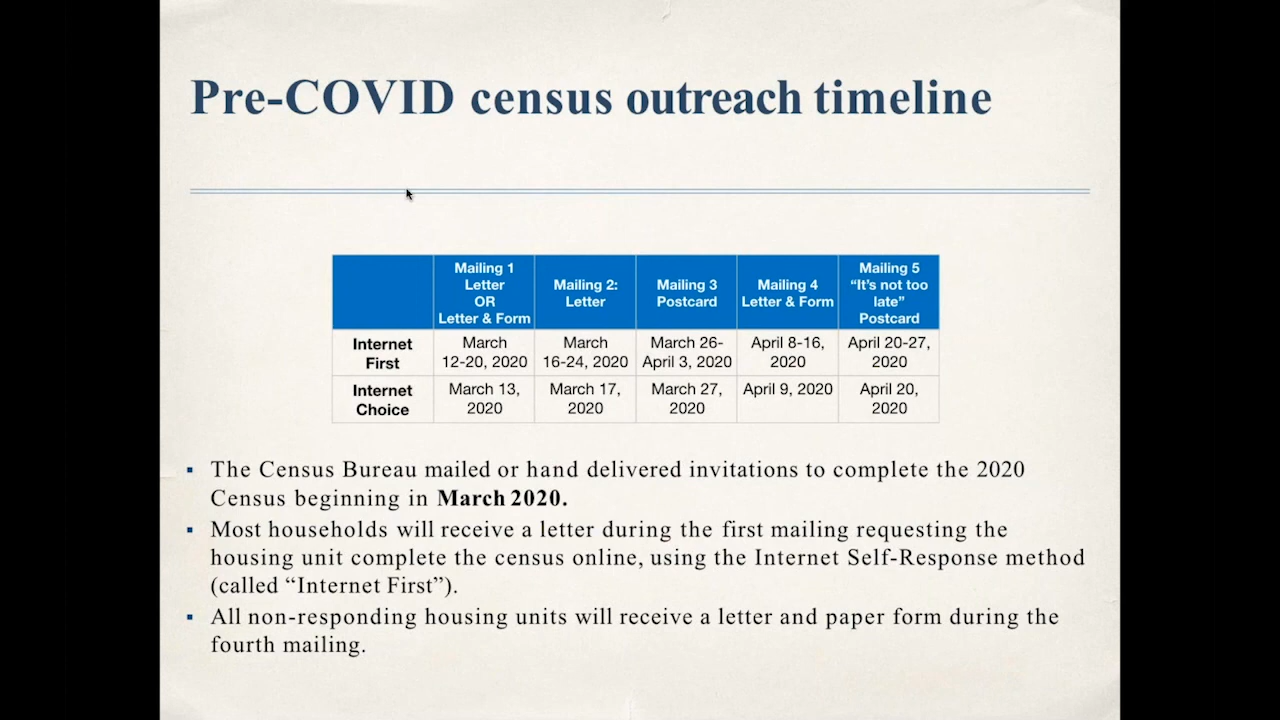 Pre-COVID census outreach timeline
Mailing 1
Letter
OR
Letter & Form
Mailing 2:
Letter
Mailing 3
Postcard
Mailing 4
Letter & Form
Mailing 5
“It’s not too
late”
Postcard
Internet
First
March
12-20, 2020
March
16-24, 2020
March 26-
April 3, 2020
April 8-16,
2020
April 20-27,
2020
Internet
Choice
March 13,
2020
March 17,
2020
March 27,
2020
April 9, 2020
April 20,
2020
▪ The Census Bureau mailed or hand delivered invitations to complete the 2020
Census beginning in March 2020.
▪ Most households will receive a letter during the first mailing requesting the
housing unit complete the census online, using the Internet Self-Response method
(called “Internet First”).
▪ All non-responding housing units will receive a letter and paper form during the
fourth mailing.